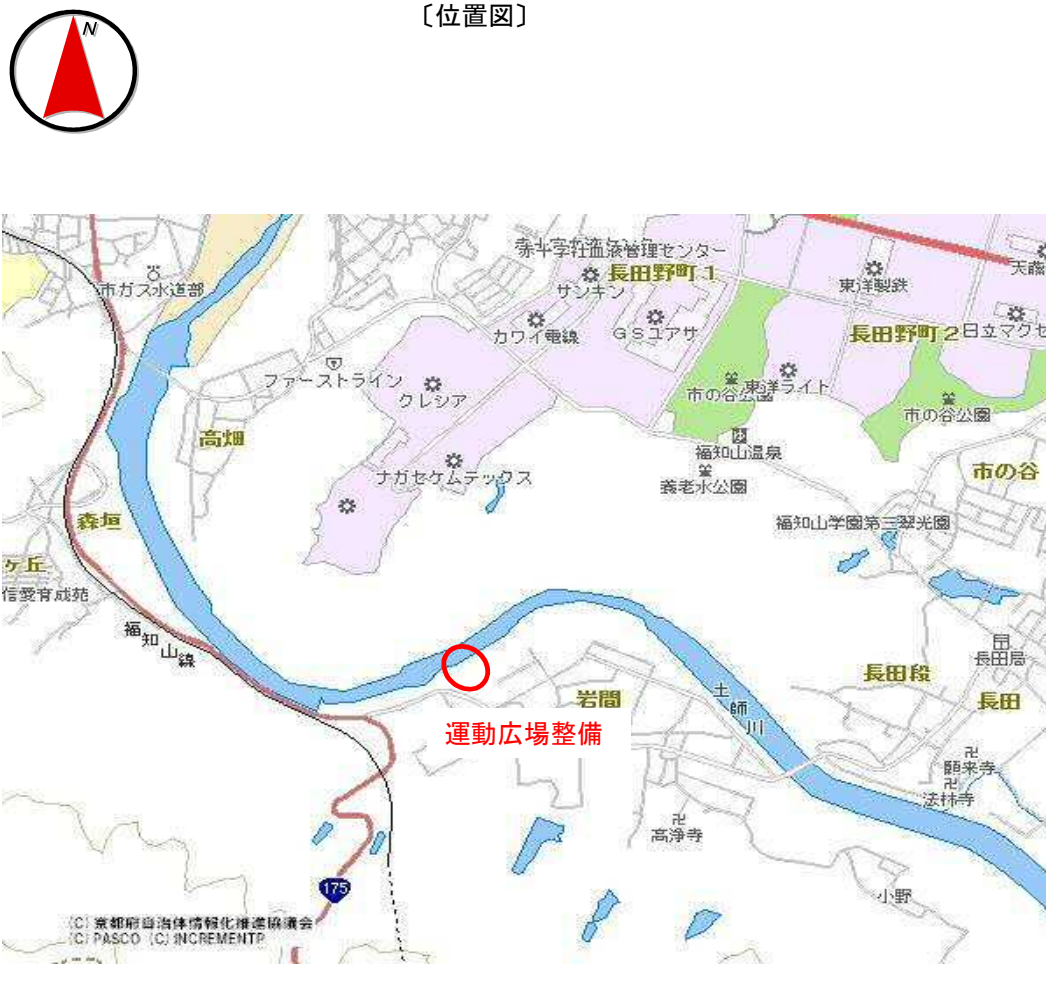 〔位置図〕
N
市ガス水道部
赤十字社血液管理センター
サンキン
長田野町1
東洋製鉄
天藤
カワイ電線
GSユアサ
長田野町2
日立マクセ
ファーストライン
クレシア
市の谷公園
東洋ライト
市の谷公園
高畑
福知山温泉
ナガセケムテックス
養老水公園
市の谷
森垣
福知山学園第三翠光園
ヶ丘
信愛育成苑
福知山線
長田局
長田段
長田
岩間
土師川
運動広場整備
願来寺
法林寺
高浄寺
175
小野
(C) 京都府自治体情報化推進協議会
(C) PASCO (C) INCREMENTP